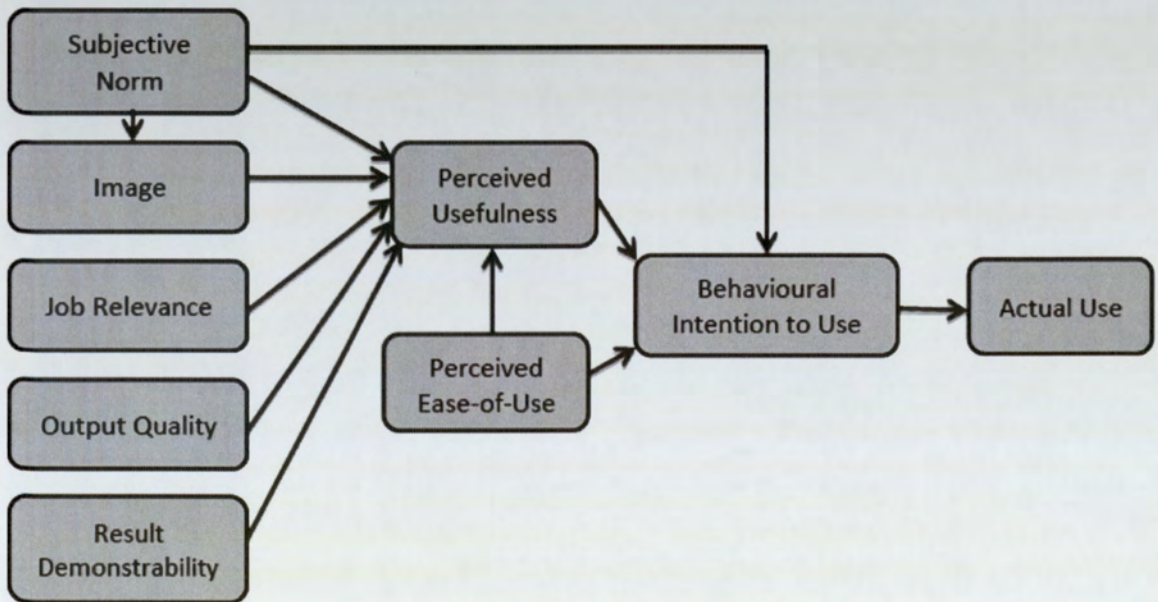 Subjective
Norm
Image
Job Relevance
Output Quality
Result
Demonstrability
Perceived
Usefulness
Perceived
Ease-of-Use
Behavioural
Intention to Use
Actual Use